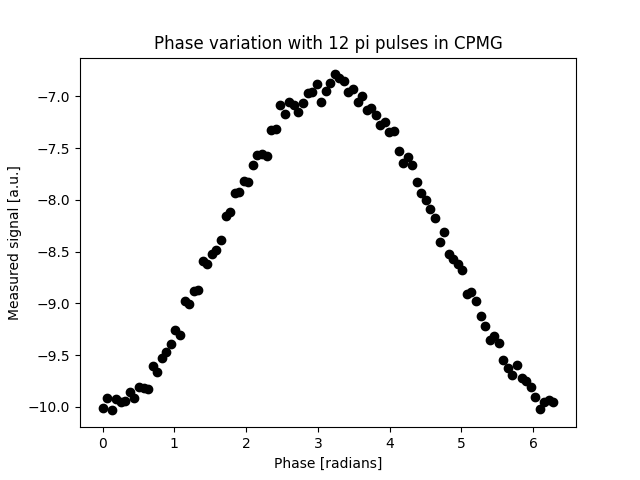 Phase variation with 12 pi pulses in CPMG
Measured signal [a.u.]
−7.0
−7.5
−8.0
−8.5
−9.0
−9.5
−10.0
0 1 2 3 4 5 6
Phase [radians]